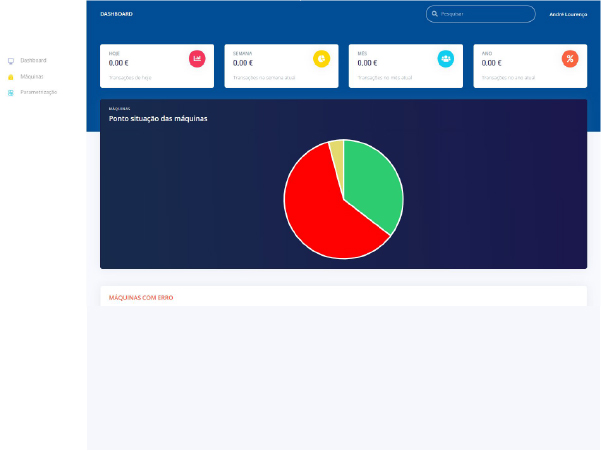 DASHBOARD
Pesquisar
André Lourenço
Dashboard
Máquinas
Parametrização
HOJE
0,00 €
Transações de hoje
SEMANA
0,00 €
Transações na semana atual
MÊS
0,00 €
Transações no mês atual
ANO
0,00 €
Transações no ano atual
MÁQUINAS
Ponto situação das máquinas
MÁQUINAS COM ERRO